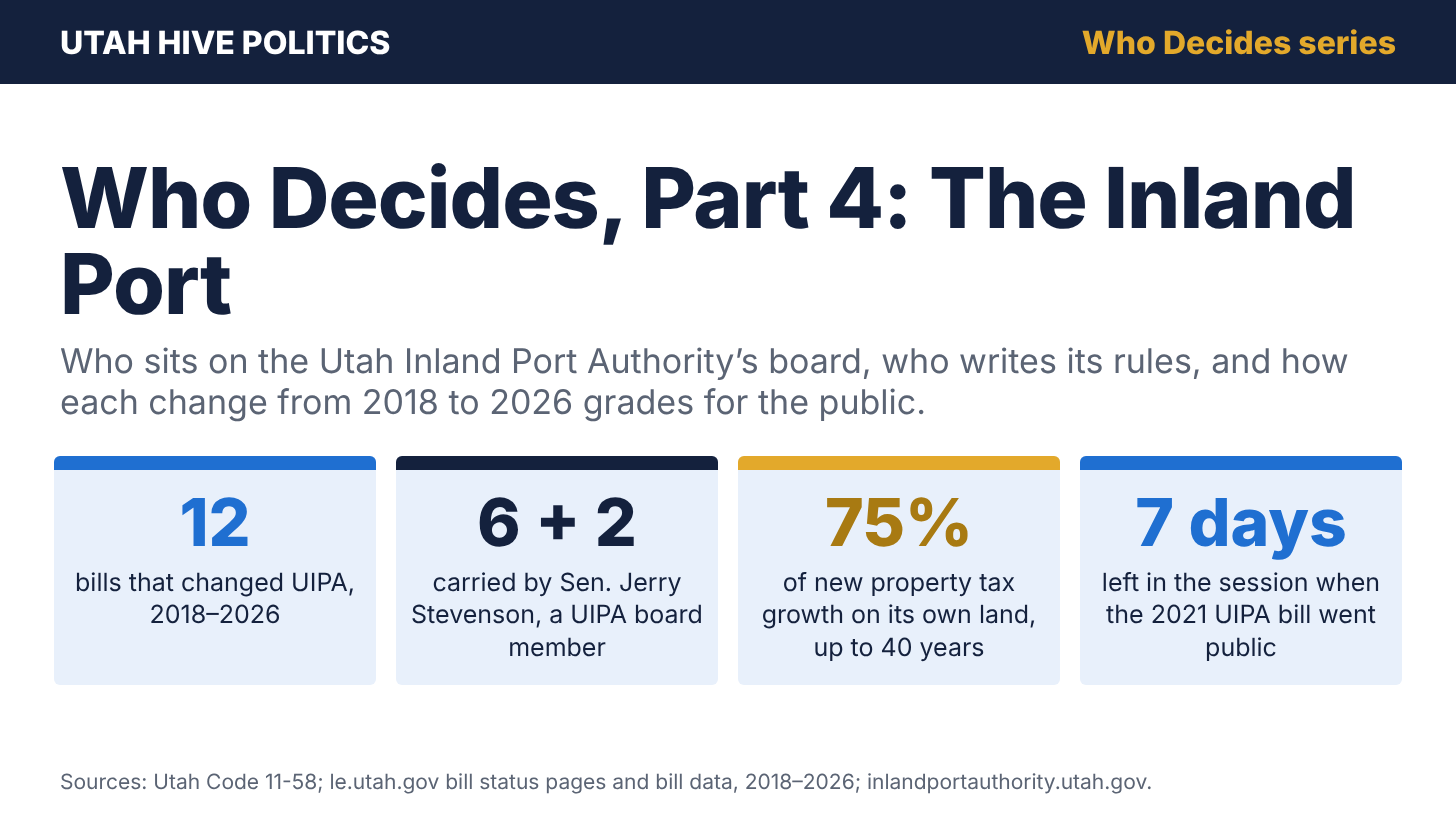 UTAH HIVE POLITICS
Who Decides series
Who Decides, Part 4: The Inland
Port
Who sits on the Utah Inland Port Authority’s board, who writes its rules, and how
each change from 2018 to 2026 grades for the public.
12
bills that changed UIPA,
2018–2026
6 + 2
carried by Sen. Jerry
Stevenson, a UIPA board
member
75%
of new property tax
growth on its own land,
up to 40 years
7 days
left in the session when
the 2021 UIPA bill went
public
Sources: Utah Code 11-58; le.utah.gov bill status pages and bill data, 2018–2026; inlandportauthority.utah.gov.